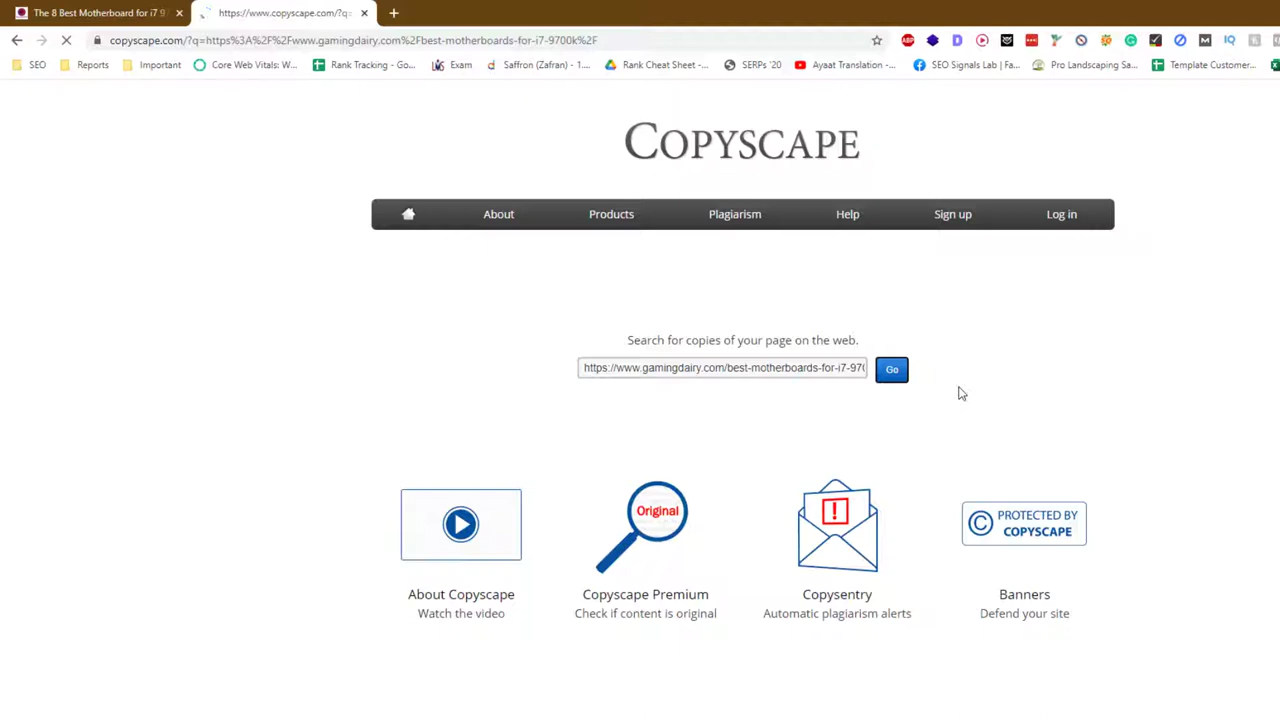 The 8 Best Motherboard for i7 9
https://www.copyscape.com/?q=
copyscape.com/?q=https%3A%2F%2Fwww.gamingdairy.com%2Fbest-motherboards-for-i7-9700k%2F
SEO Reports Important Core Web Vitals: W... Rank Tracking - Go... Exam Saffron (Zafran) - 1.... Rank Cheat Sheet -... SERPs '20 Ayaat Translation -... SEO Signals Lab | Fa... Pro Landscaping Sa... Template Customer...
COPYSCAPE
About Products Plagiarism Help Sign up Log in
Search for copies of your page on the web.
https://www.gamingdairy.com/best-motherboards-for-i7-970 Go
Original
!
© PROTECTED BY
COPYSCAPE
About Copyscape Copyscape Premium Copysentry Banners
Watch the video Check if content is original Automatic plagiarism alerts Defend your site